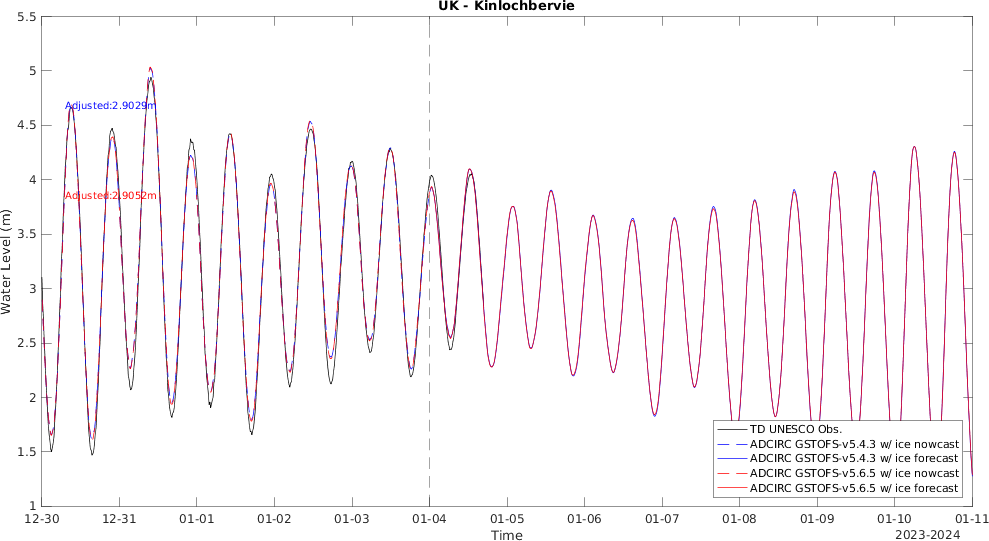 UK - Kinlochbervie
5.5
5
4.5
4
3.5
3
2.5
2
1.5
1
Water Level (m)
Adjusted:2.9029m
Adjusted:2.9052m
TD UNESCO Obs.
ADCIRC GSTOFS-v5.4.3 w/ ice nowcast
ADCIRC GSTOFS-v5.4.3 w/ ice forecast
ADCIRC GSTOFS-v5.6.5 w/ ice nowcast
ADCIRC GSTOFS-v5.6.5 w/ ice forecast
12-30 12-31 01-01 01-02 01-03 01-04 01-05 01-06 01-07 01-08 01-09 01-10 01-11
Time
2023-2024